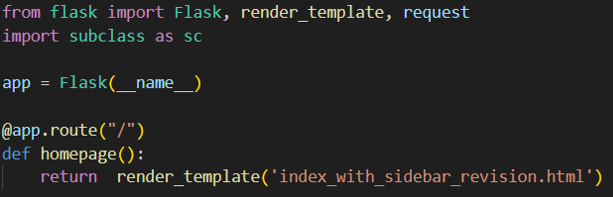 from flask import Flask, render_template, request
import subclass as sc
app = Flask(__name__)
@app.route("/")
def homepage():
    return  render_template('index_with_sidebar_revision.html')